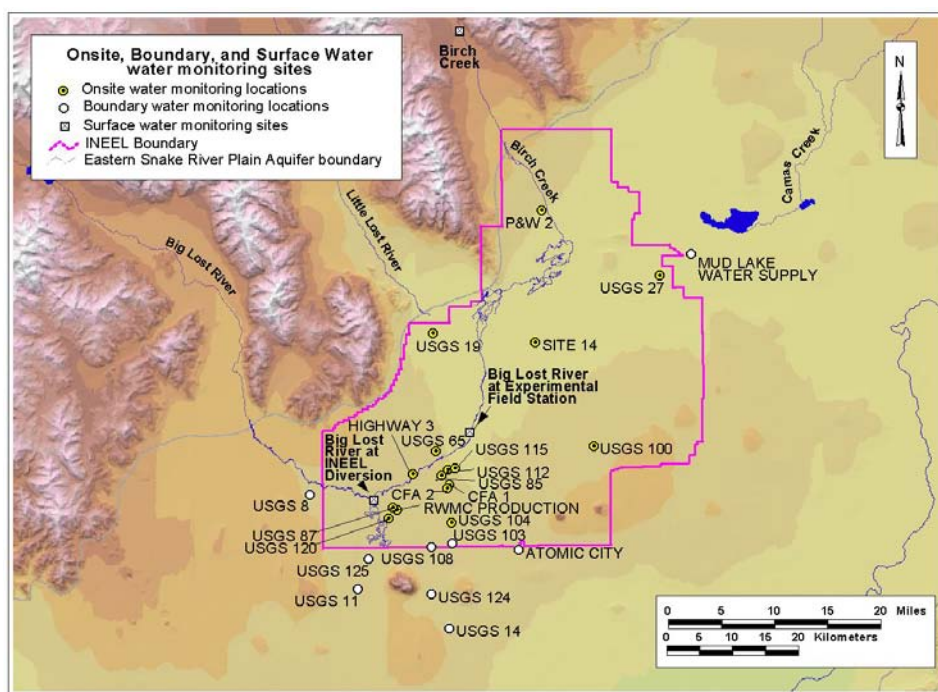 Onsite, Boundary, and Surface Water
water monitoring sites
Onsite water monitoring locations
Boundary water monitoring locations
Surface water monitoring sites
INEEL Boundary
Eastern Snake River Plain Aquifer boundary
Birch
Creek
N
Camas Creek
Birch Creek
P&W 2
Little Lost River
Big Lost River
MUD LAKE
WATER SUPPLY
USGS 27
USGS 19
SITE 14
Big Lost River
at Experimental
Field Station
HIGHWAY 3
USGS 65
Big Lost
River at
INEEL
Diversion
USGS 115
USGS 100
USGS 112
USGS 85
USGS 8
CFA 2
CFA 1
RWMC PRODUCTION
USGS 87
USGS 104
USGS 120
USGS 103
ATOMIC CITY
USGS 108
USGS 125
USGS 11
USGS 124
USGS 14
0 5 10 15 20 Miles
0 5 10 15 20 Kilometers